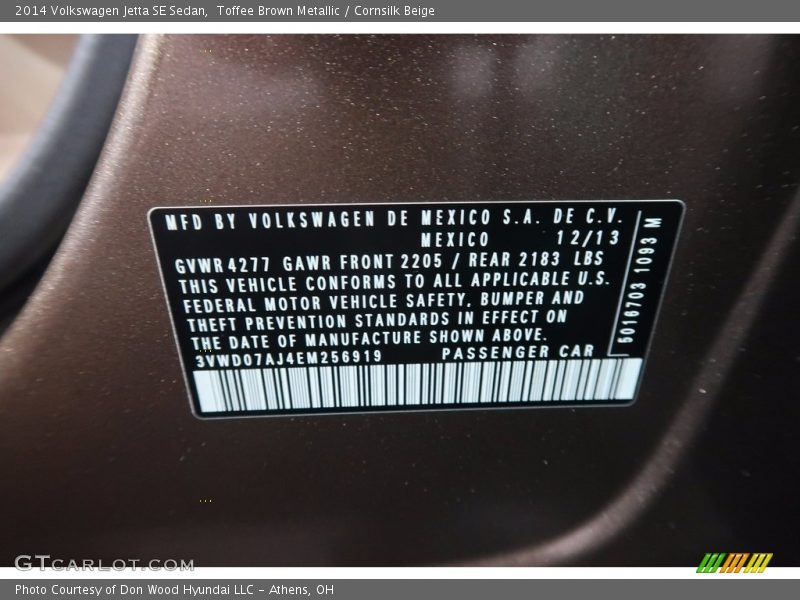 2014 Volkswagen Jetta SE Sedan,  Toffee Brown Metallic / Cornsilk Beige
MFD BY VOLKSWAGEN DE MEXICO S.A. DE C.V.
MEXICO 12/13
GVWR 4277 GAWR FRONT 2205 / REAR 2183 LBS
THIS VEHICLE CONFORMS TO ALL APPLICABLE U.S.
FEDERAL MOTOR VEHICLE SAFETY, BUMPER AND
THEFT PREVENTION STANDARDS IN EFFECT ON
THE DATE OF MANUFACTURE SHOWN ABOVE.
3VWD07AJ4EM256919 PASSENGER CAR
5016703 1093 M
GTCARLOT.COM
Photo Courtesy of Don Wood Hyundai LLC - Athens, OH